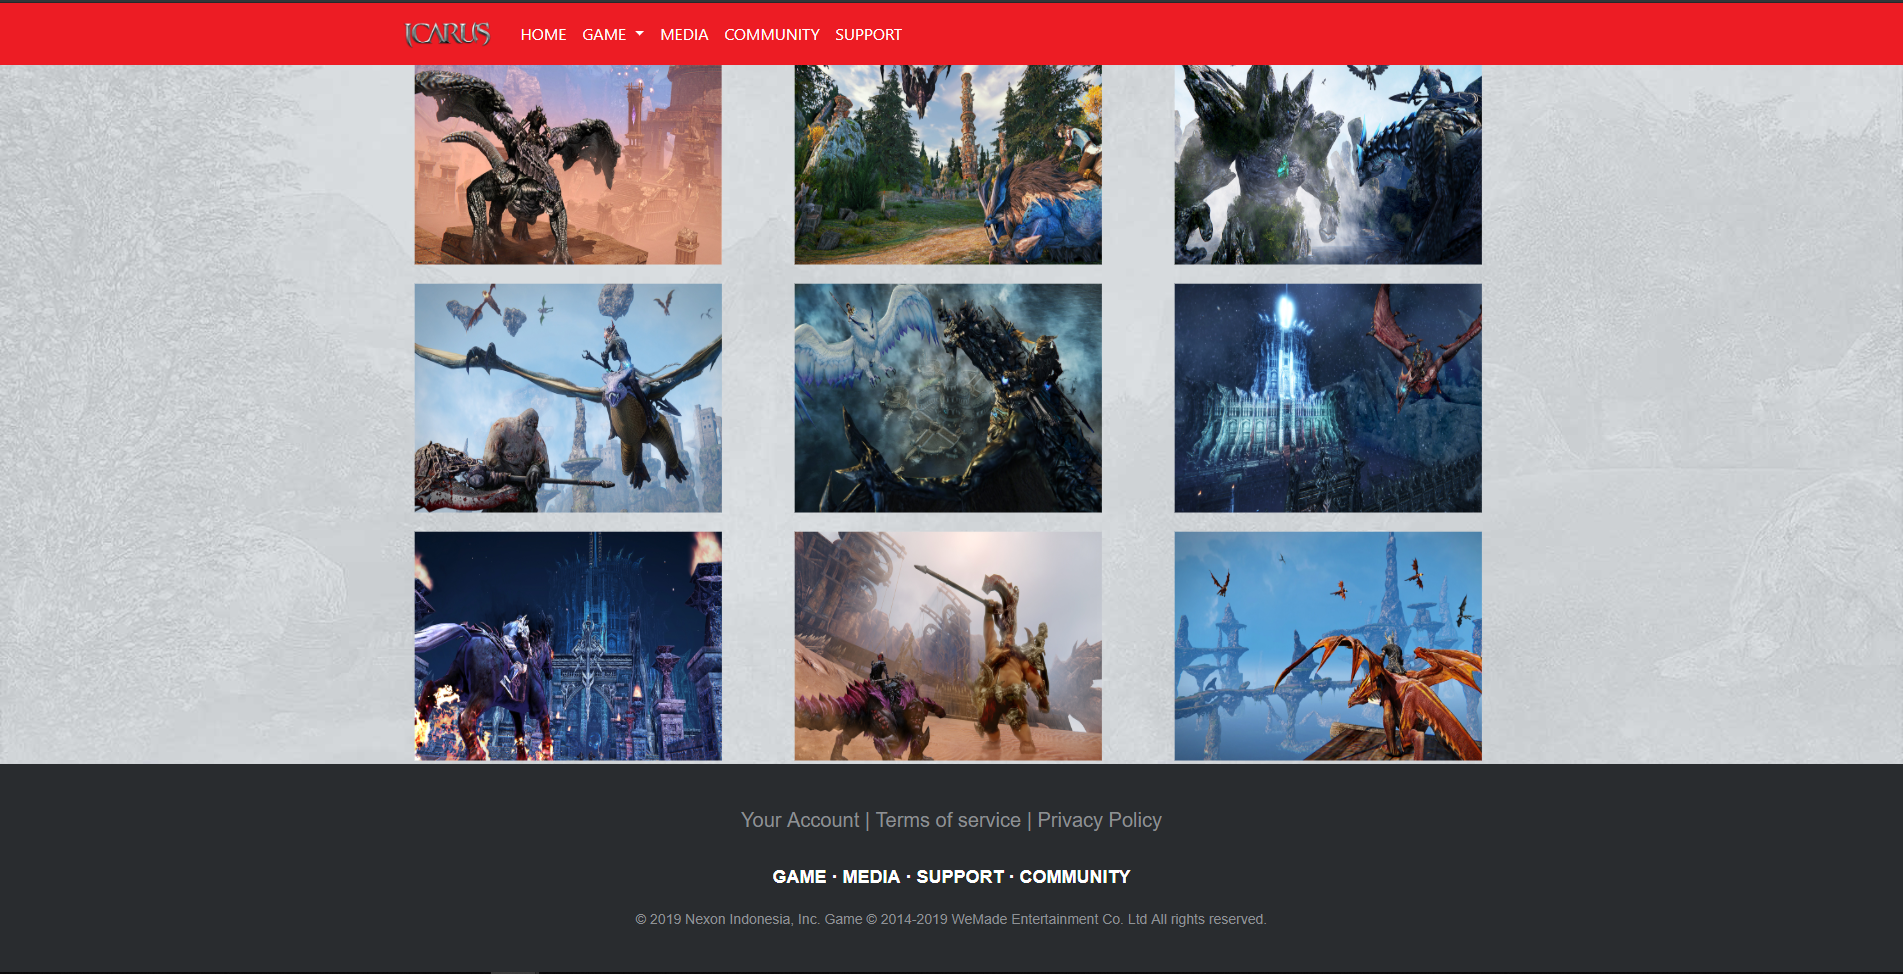 ICARUS HOME GAME MEDIA COMMUNITY SUPPORT
Your Account | Terms of service | Privacy Policy
GAME · MEDIA · SUPPORT · COMMUNITY
© 2019 Nexon Indonesia, Inc. Game © 2014-2019 WeMade Entertainment Co. Ltd All rights reserved.